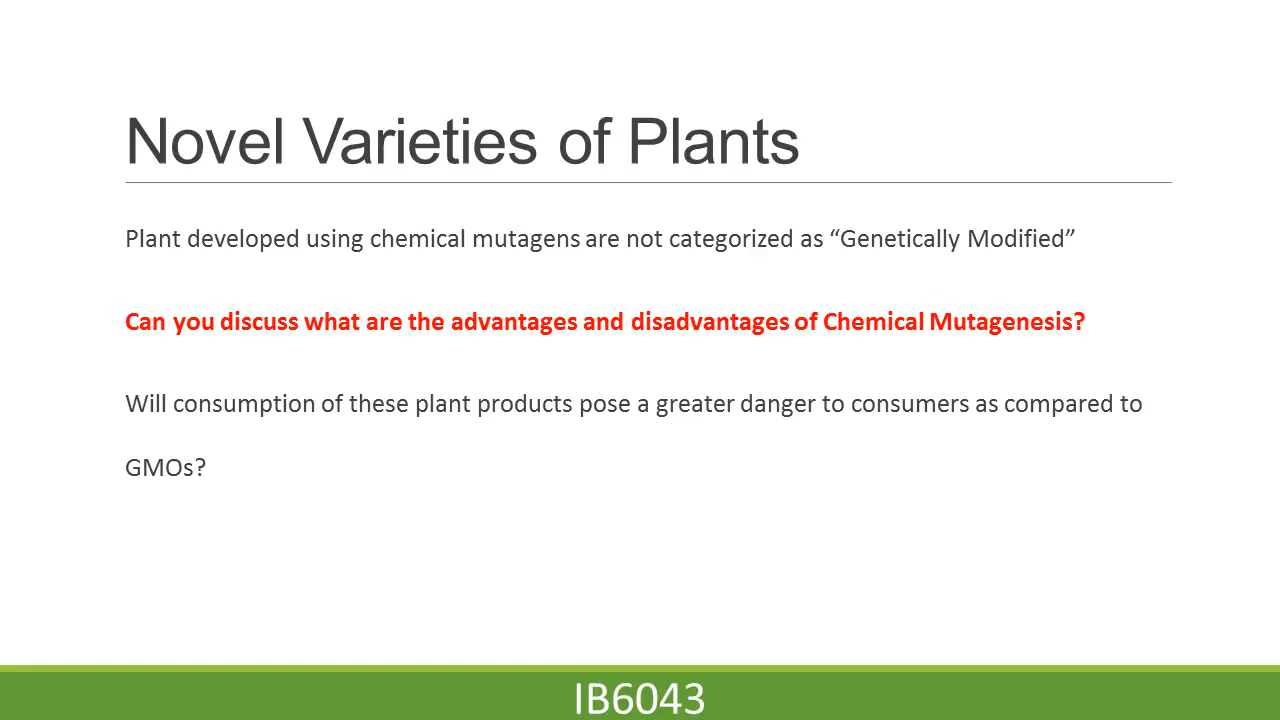 Novel Varieties of Plants
Plant developed using chemical mutagens are not categorized as “Genetically Modified”
Can you discuss what are the advantages and disadvantages of Chemical Mutagenesis?
Will consumption of these plant products pose a greater danger to consumers as compared to
GMOs?
IB6043